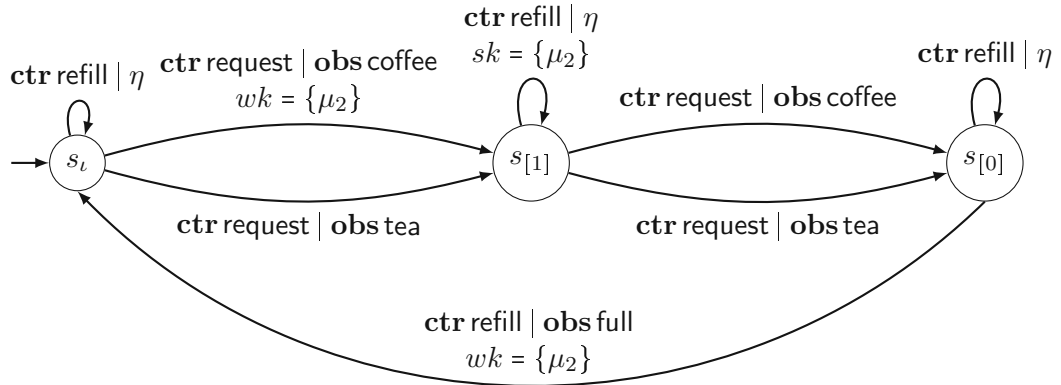 ctr refill | η
ctr request | obs coffee
wk = {μ₂}
ctr refill | η
sk = {μ₂}
ctr request | obs coffee
ctr refill | η
sι
s[1]
s[0]
ctr request | obs tea
ctr request | obs tea
ctr refill | obs full
wk = {μ₂}